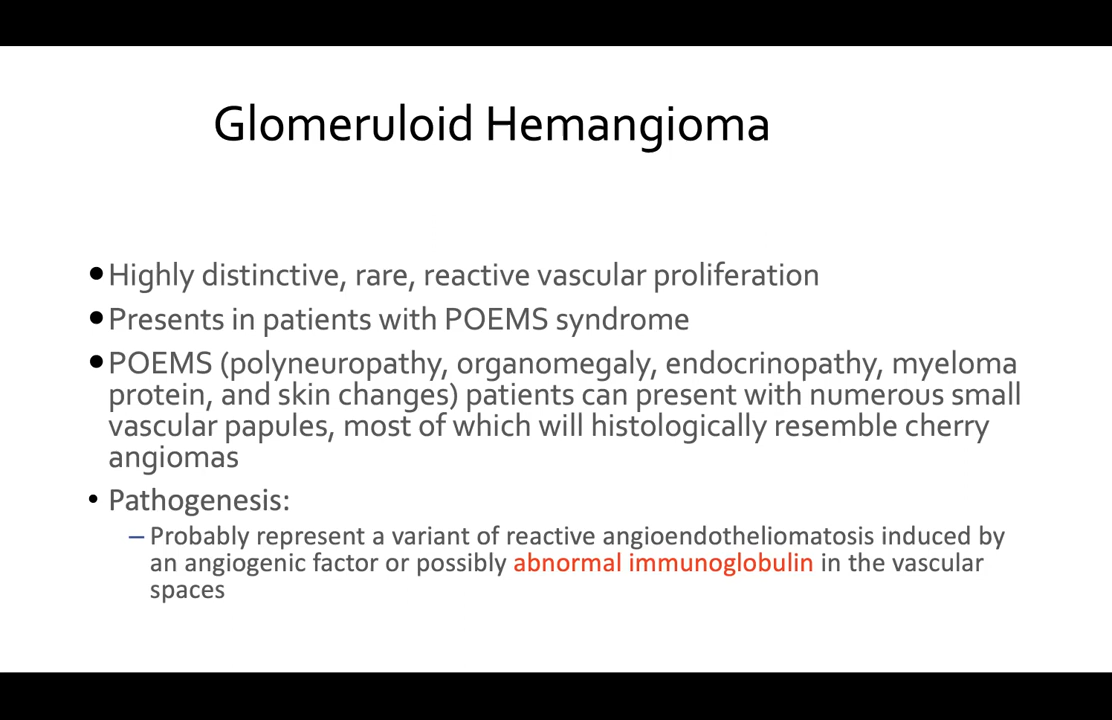 Glomeruloid Hemangioma
● Highly distinctive, rare, reactive vascular proliferation
● Presents in patients with POEMS syndrome
● POEMS (polyneuropathy, organomegaly, endocrinopathy, myeloma
protein, and skin changes) patients can present with numerous small
vascular papules, most of which will histologically resemble cherry
angiomas
• Pathogenesis:
– Probably represent a variant of reactive angioendotheliomatosis induced by
an angiogenic factor or possibly abnormal immunoglobulin in the vascular
spaces